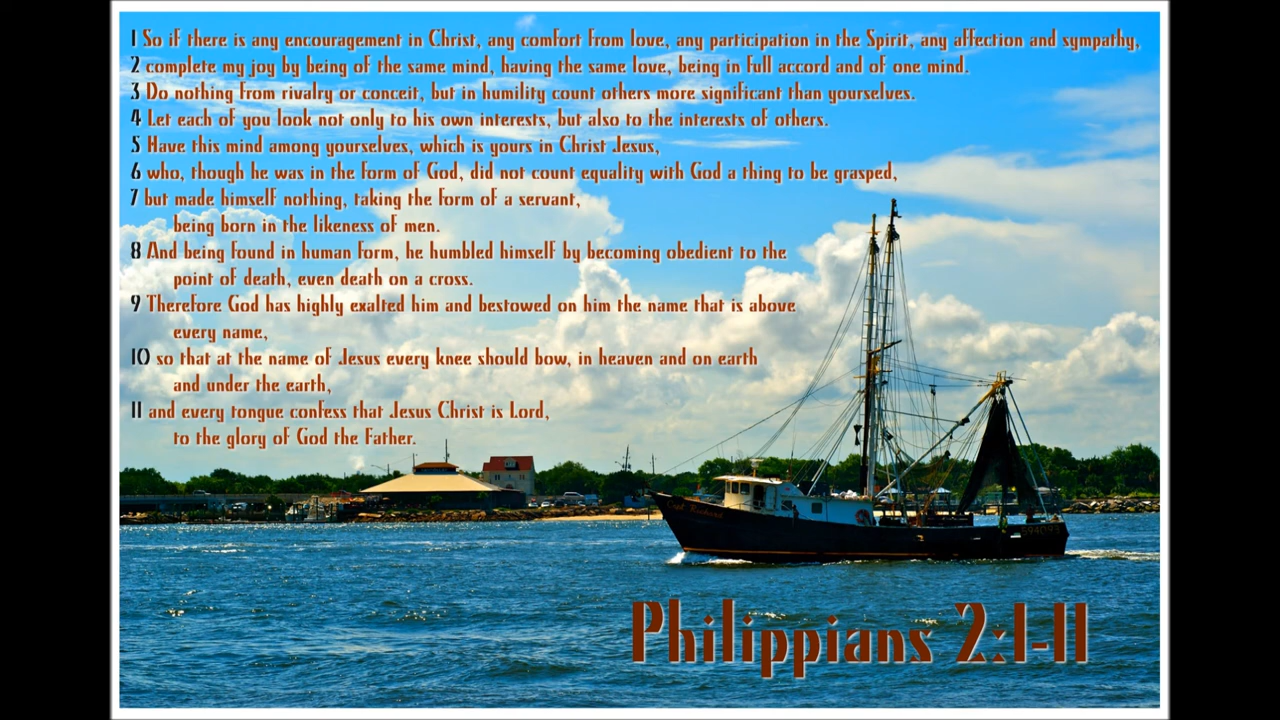 1 So if there is any encouragement in Christ, any comfort from love, any participation in the Spirit, any affection and sympathy,
2 complete my joy by being of the same mind, having the same love, being in full accord and of one mind.
3 Do nothing from rivalry or conceit, but in humility count others more significant than yourselves.
4 Let each of you look not only to his own interests, but also to the interests of others.
5 Have this mind among yourselves, which is yours in Christ Jesus,
6 who, though he was in the form of God, did not count equality with God a thing to be grasped,
7 but made himself nothing, taking the form of a servant,
being born in the likeness of men.
8 And being found in human form, he humbled himself by becoming obedient to the
point of death, even death on a cross.
9 Therefore God has highly exalted him and bestowed on him the name that is above
every name,
10 so that at the name of Jesus every knee should bow, in heaven and on earth
and under the earth,
11 and every tongue confess that Jesus Christ is Lord,
to the glory of God the Father.
Philippians 2:1-11